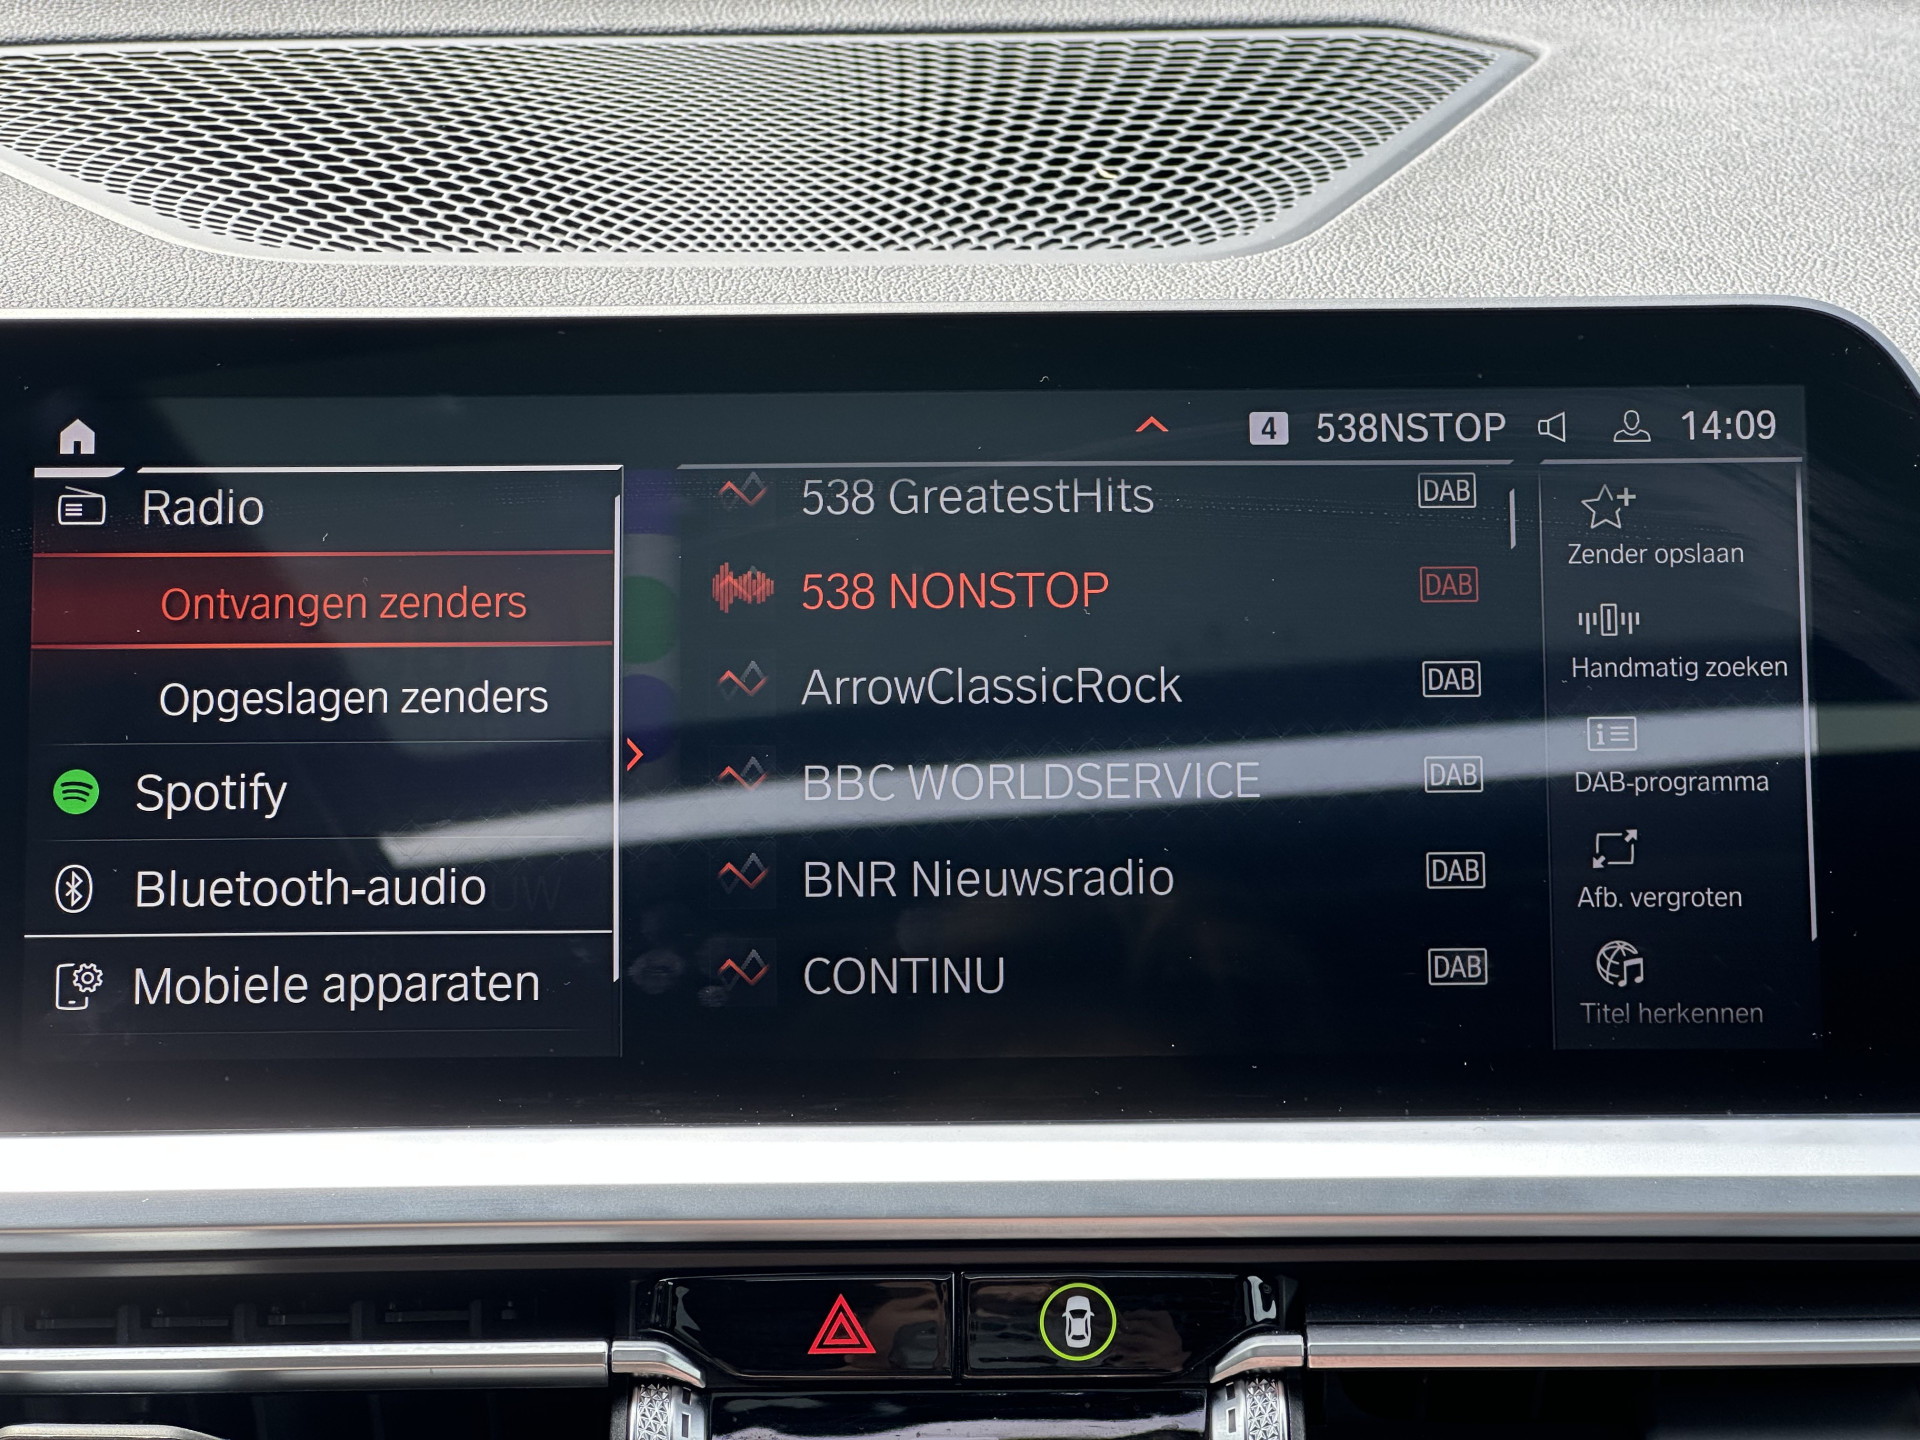 4 538NSTOP 14:09
Radio
Ontvangen zenders
Opgeslagen zenders
Spotify
Bluetooth-audio
Mobiele apparaten
538 GreatestHits DAB
538 NONSTOP DAB
ArrowClassicRock DAB
BBC WORLDSERVICE DAB
BNR Nieuwsradio DAB
CONTINU DAB
Zender opslaan
Handmatig zoeken
DAB-programma
Afb. vergroten
Titel herkennen